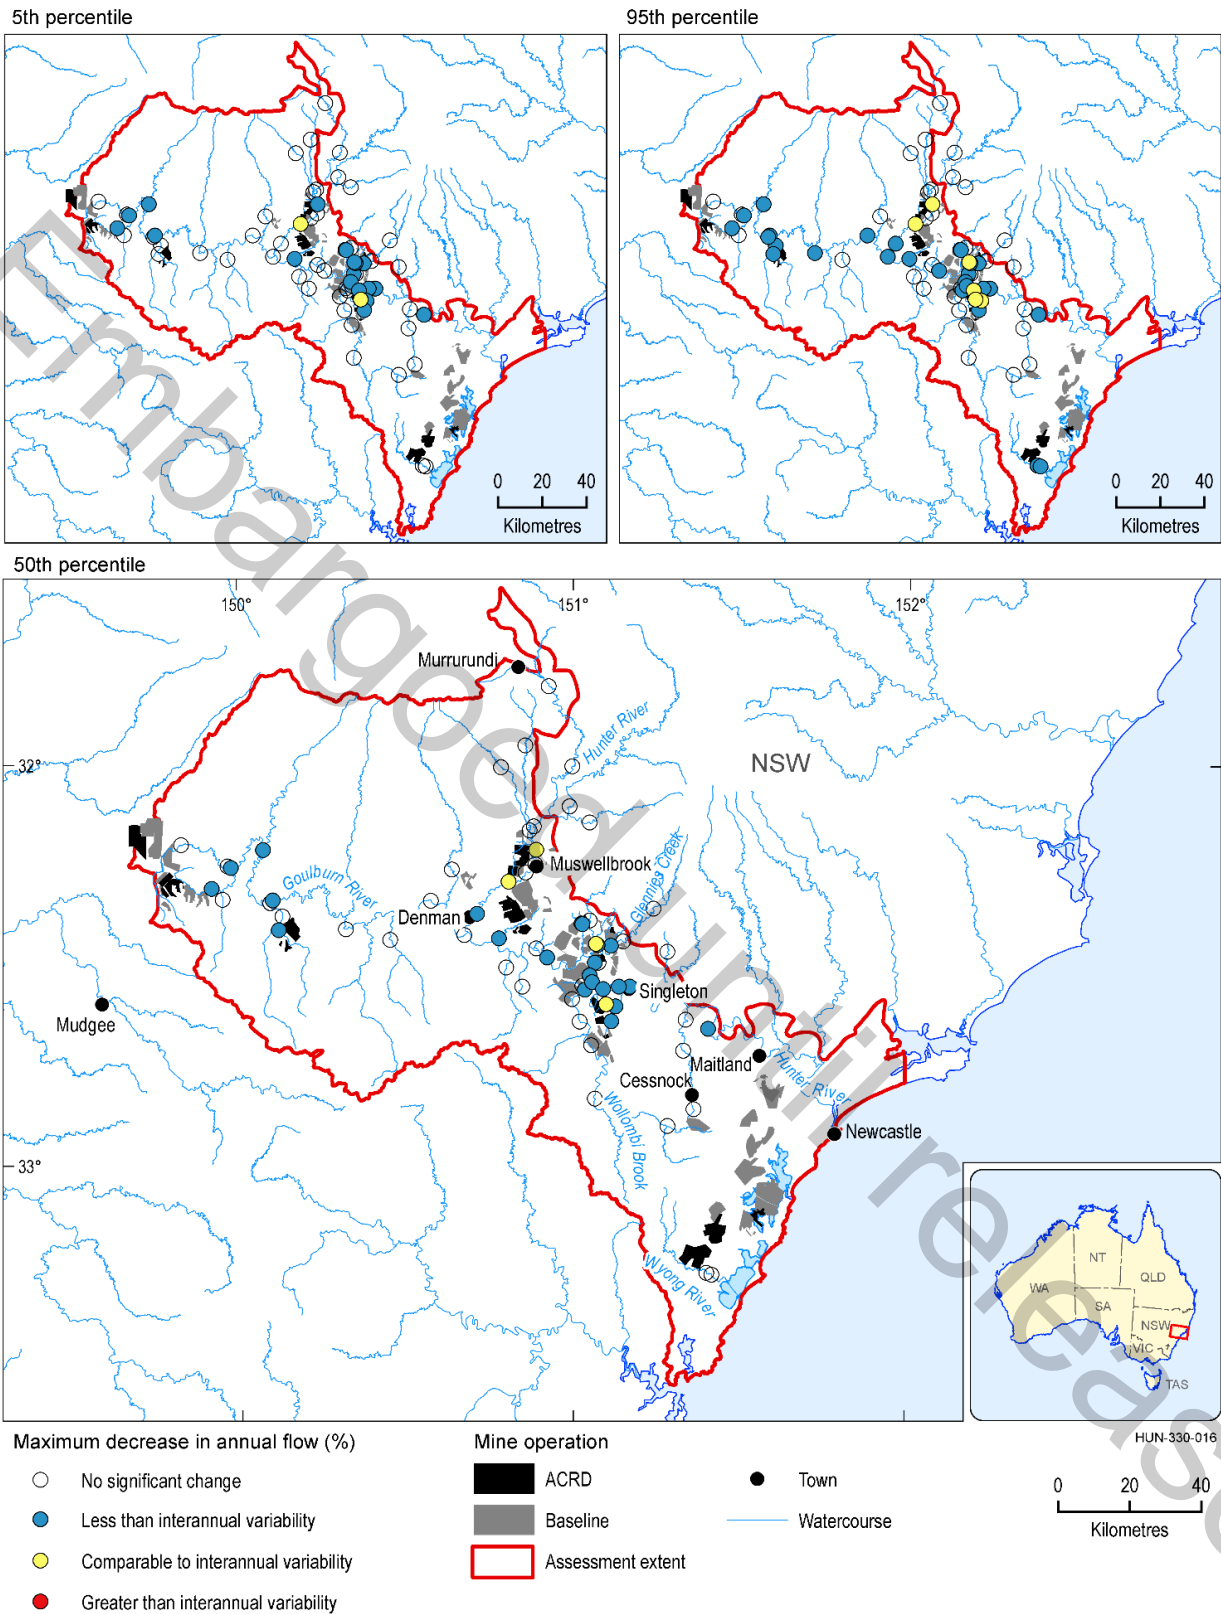 5th percentile
95th percentile
0 20 40
Kilometres
0 20 40
Kilometres
50th percentile
150°
151°
152°
Murrurundi
Hunter River
32°
NSW
Muswellbrook
Glennies Creek
Goulburn River
Denman
Singleton
Mudgee
Maitland
Hunter River
Cessnock
Wollombi Brook
Newcastle
33°
Wyong River
NT
QLD
WA
SA
NSW
VIC
TAS
HUN-330-016
Embargoed until release
Maximum decrease in annual flow (%)
No significant change
Less than interannual variability
Comparable to interannual variability
Greater than interannual variability
Mine operation
ACRD
Baseline
Assessment extent
Town
Watercourse
0 20 40
Kilometres